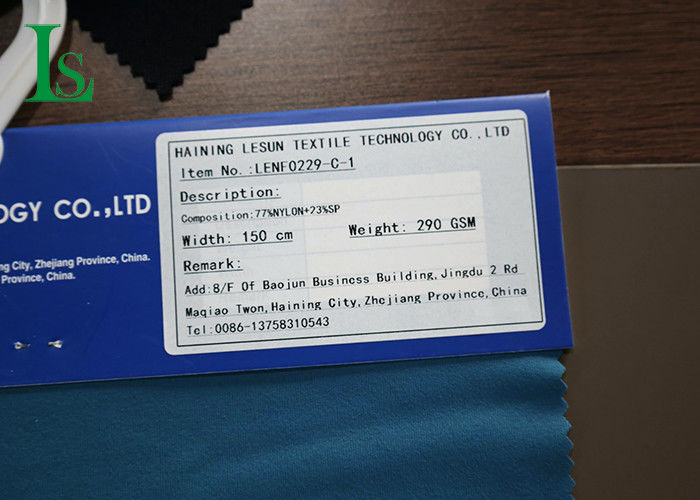 LS
HAINING LESUN TEXTILE TECHNOLOGY CO.,LTD
Item No.:LENF0229-C-1
Description:
Composition:77%NYLON+23%SP
Width: 150 cm Weight: 290 GSM
Remark:
Add:8/F Of Baojun Business Building,Jingdu 2 Rd
Maqiao Twon,Haining City,Zhejiang Province,China
Tel:0086-13758310543
OGY CO.,LTD
ng City, Zhejiang Province, China.
Province, China.